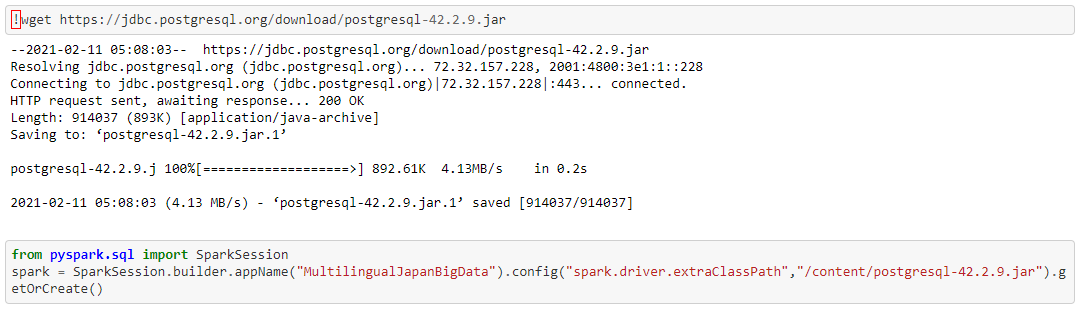 !wget https://jdbc.postgresql.org/download/postgresql-42.2.9.jar
--2021-02-11 05:08:03--  https://jdbc.postgresql.org/download/postgresql-42.2.9.jar
Resolving jdbc.postgresql.org (jdbc.postgresql.org)... 72.32.157.228, 2001:4800:3e1:1::228
Connecting to jdbc.postgresql.org (jdbc.postgresql.org)|72.32.157.228|:443... connected.
HTTP request sent, awaiting response... 200 OK
Length: 914037 (893K) [application/java-archive]
Saving to: ‘postgresql-42.2.9.jar.1’
postgresql-42.2.9.j 100%[===================>] 892.61K  4.13MB/s    in 0.2s
2021-02-11 05:08:03 (4.13 MB/s) - ‘postgresql-42.2.9.jar.1’ saved [914037/914037]
from pyspark.sql import SparkSession
spark = SparkSession.builder.appName("MultilingualJapanBigData").config("spark.driver.extraClassPath","/content/postgresql-42.2.9.jar").g
etOrCreate()